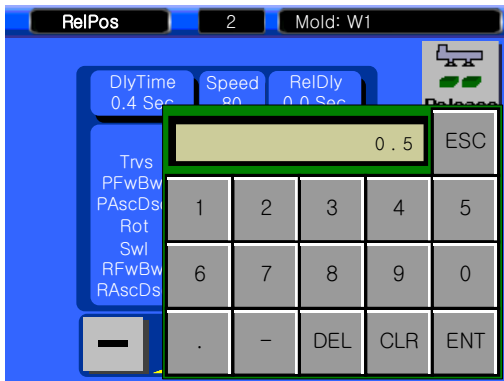 RelPos 2 Mold: W1
DlyTime Speed RelDly
0.4 Sec 80 0.0 Sec
Release
0.5 ESC
Trvs
PFwBw
PAscDs
Rot
Swl
RFwBw
RAscDs
1 2 3 4 5
6 7 8 9 0
. - DEL CLR ENT